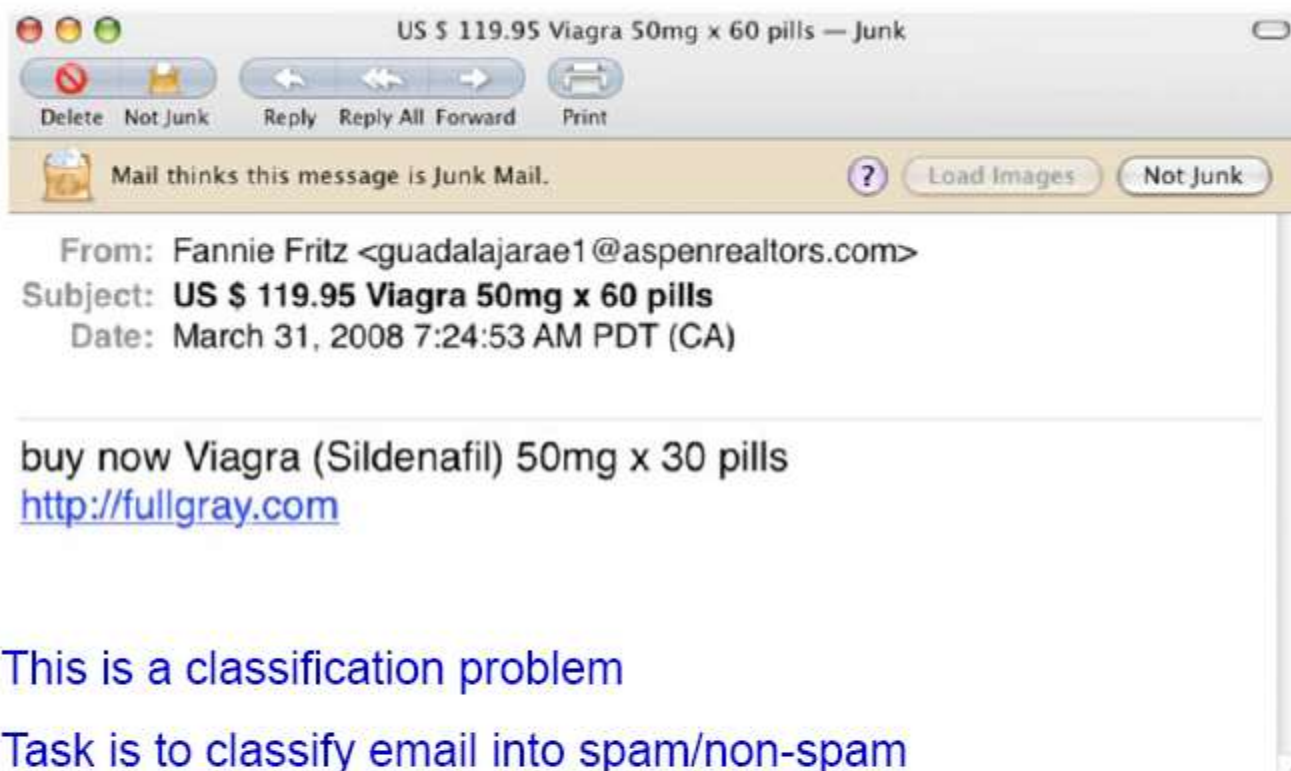 US $ 119.95 Viagra 50mg x 60 pills — Junk
Delete Not Junk Reply Reply All Forward Print
Mail thinks this message is Junk Mail. ? Load Images Not Junk
From: Fannie Fritz <guadalajarae1@aspenrealtors.com>
Subject: US $ 119.95 Viagra 50mg x 60 pills
Date: March 31, 2008 7:24:53 AM PDT (CA)
buy now Viagra (Sildenafil) 50mg x 30 pills
http://fullgray.com
This is a classification problem
Task is to classify email into spam/non-spam